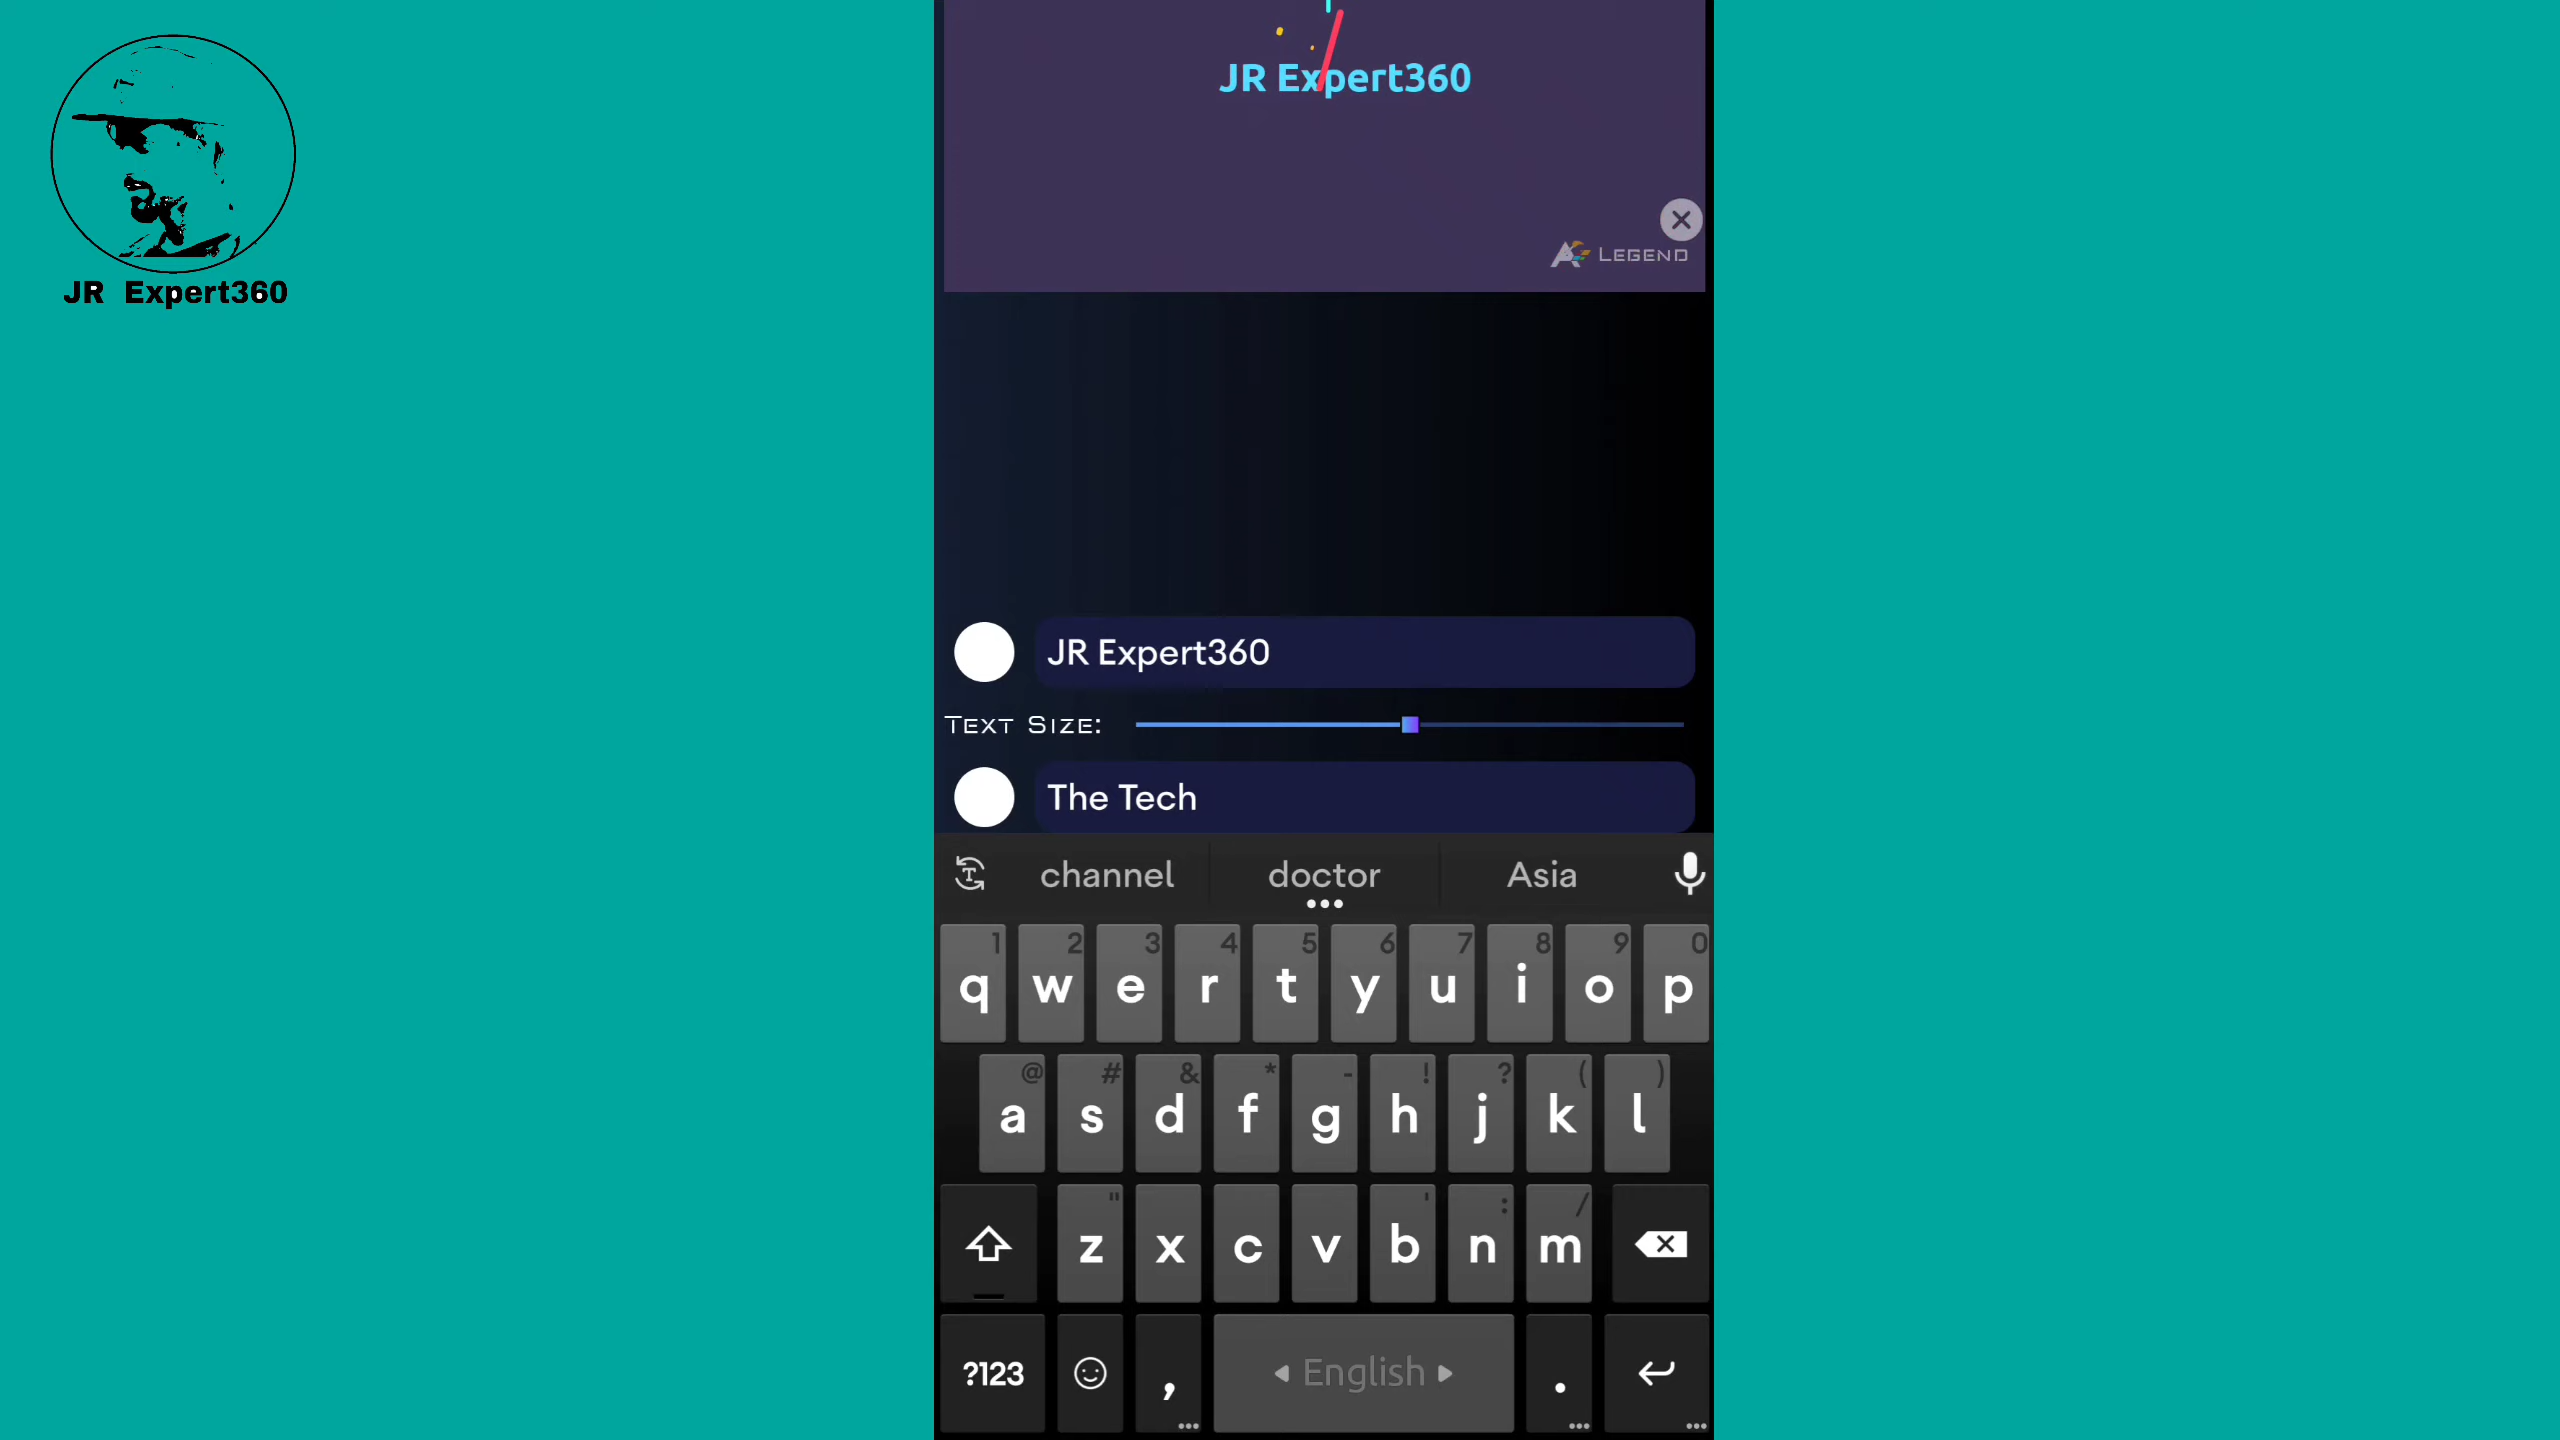 JR Expert360
JR Expert360
LEGEND
JR Expert360
TEXT SIZE:
The Tech
channel doctor Asia
1 2 3 4 5 6 7 8 9 0
q w e r t y u i o p
@ # & * - ! ? ( )
a s d f g h j k l
" ' : /
z x c v b n m
?123 , English .